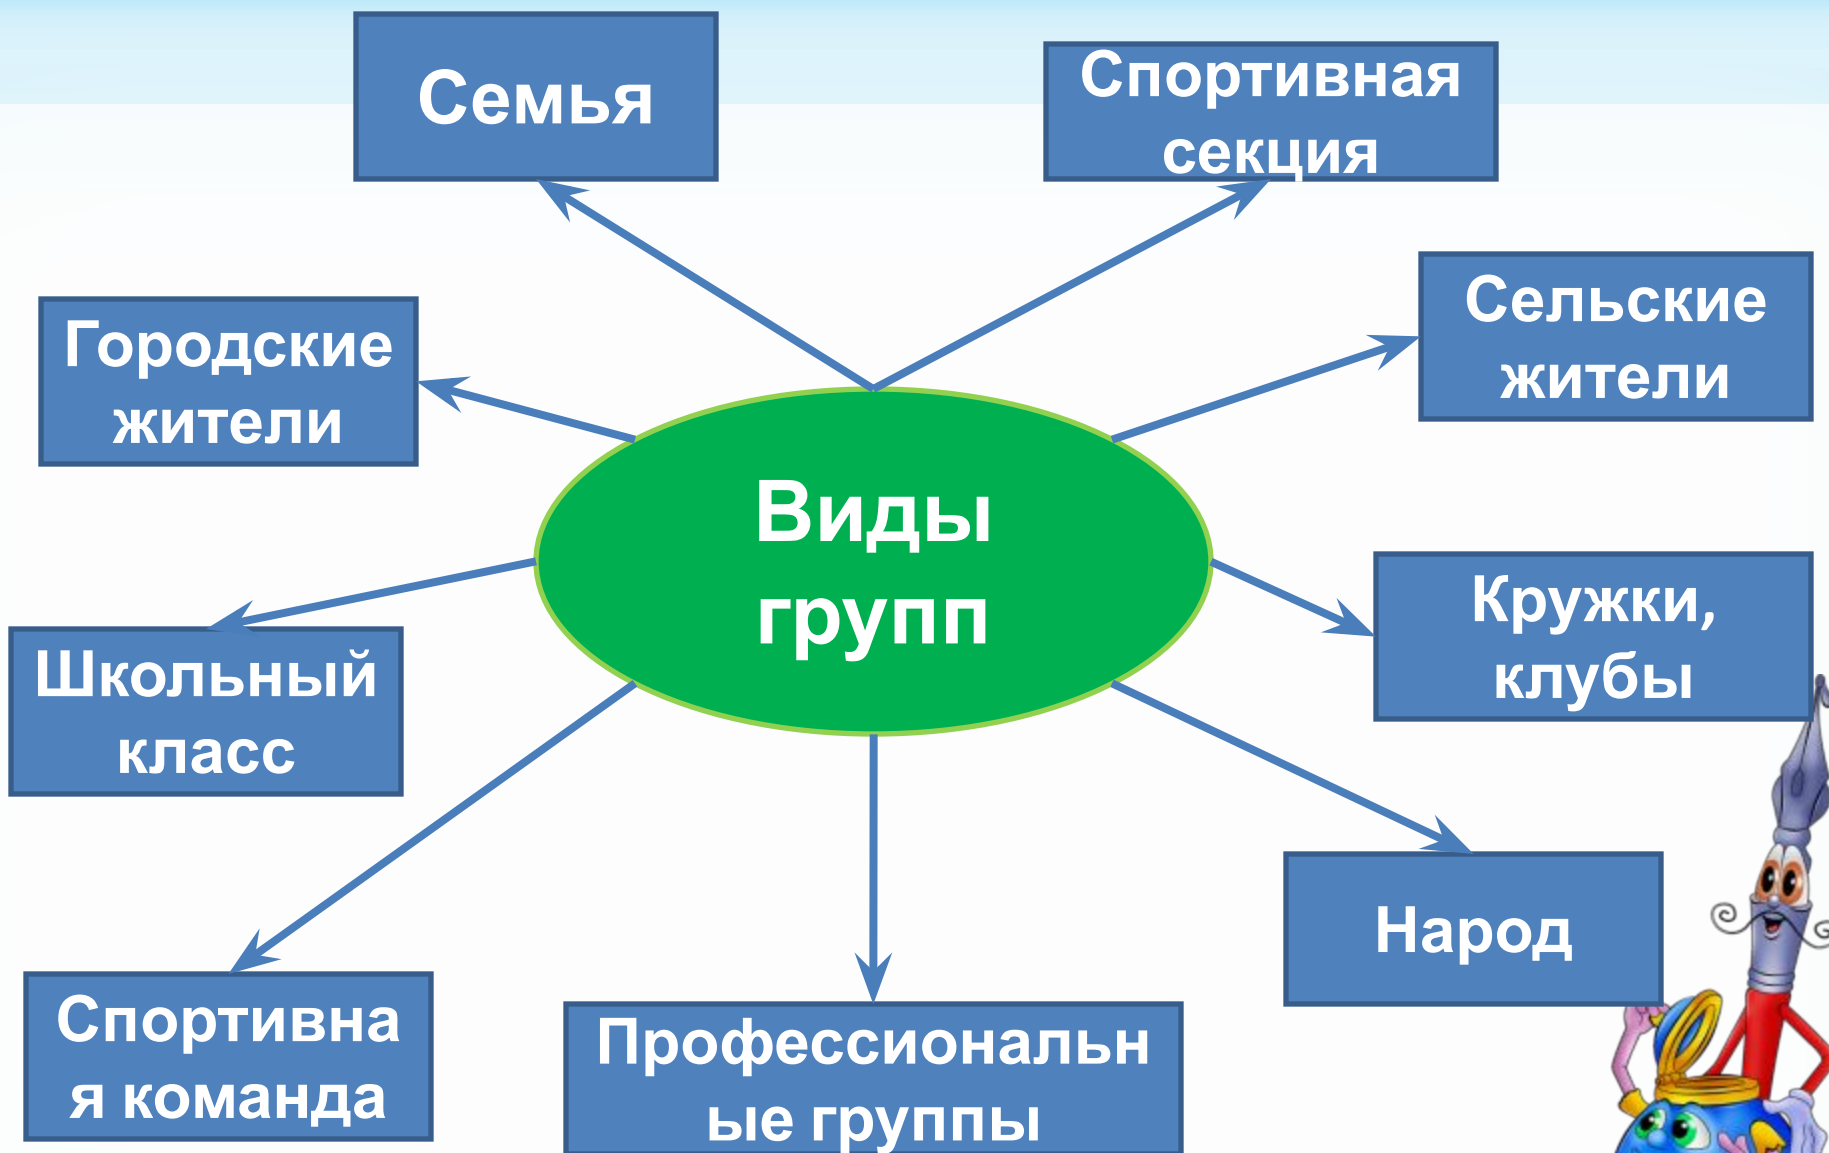 Семья
Спортивная
секция
Городские
жители
Сельские
жители
Виды
групп
Школьный
класс
Кружки,
клубы
Народ
Спортивна
я команда
Профессиональн
ые группы